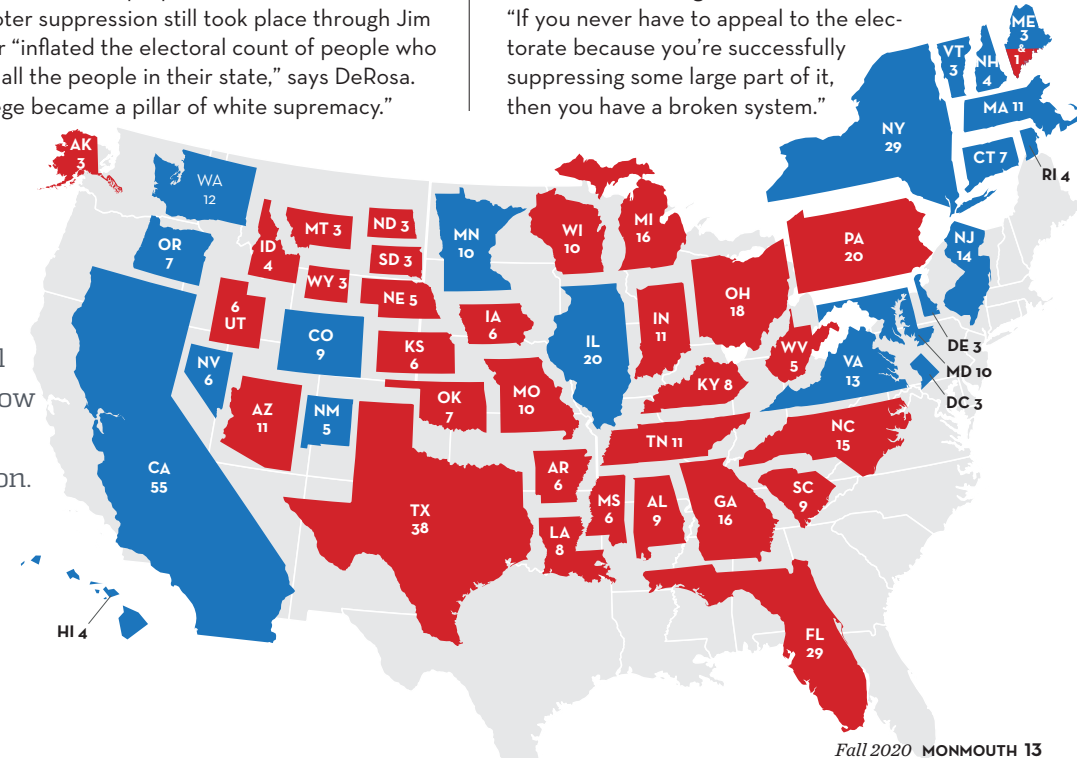 oter suppression still took place through Jim
r “inflated the electoral count of people who
all the people in their state,” says DeRosa.
ege became a pillar of white supremacy.”
“If you never have to appeal to the elec-
torate because you’re successfully
suppressing some large part of it,
then you have a broken system.”
l
ow
on.
AK
3
WA
12
OR
7
ID
4
MT 3
ND 3
SD 3
WY 3
NE 5
6
UT
CO
9
KS
6
NV
6
AZ
11
NM
5
OK
7
CA
55
TX
38
HI 4
MN
10
IA
6
MO
10
AR
6
LA
8
WI
10
MI
16
IL
20
IN
11
OH
18
KY 8
TN 11
MS
6
AL
9
GA
16
FL
29
SC
9
NC
15
WV
5
VA
13
PA
20
NY
29
NJ
14
VT
3
NH
4
ME
3
&
1
MA 11
CT 7
RI 4
DE 3
MD 10
DC 3
Fall 2020 MONMOUTH 13